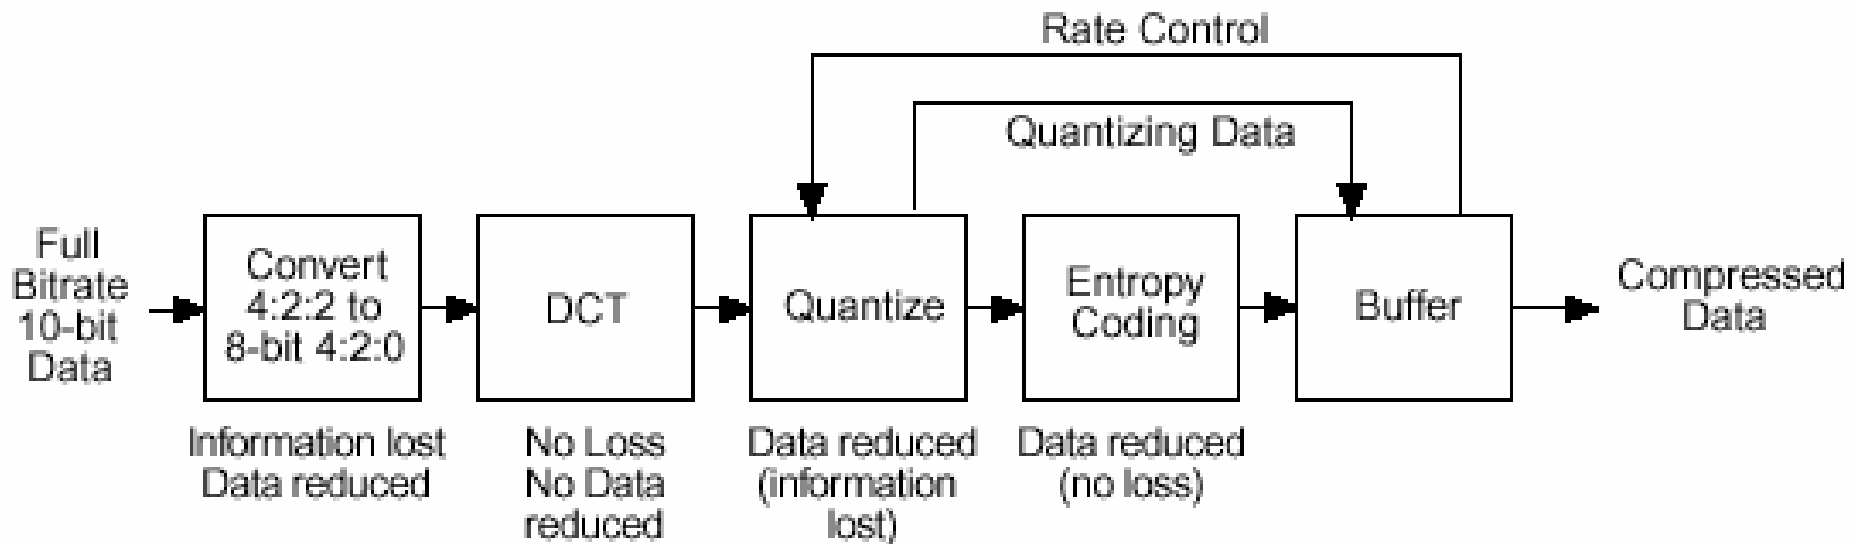 Rate Control
Quantizing Data
Full
Bitrate
10-bit
Data
Convert
4:2:2 to
8-bit 4:2:0
DCT
Quantize
Entropy
Coding
Buffer
Compressed
Data
Information lost
Data reduced
No Loss
No Data
reduced
Data reduced
(information
lost)
Data reduced
(no loss)